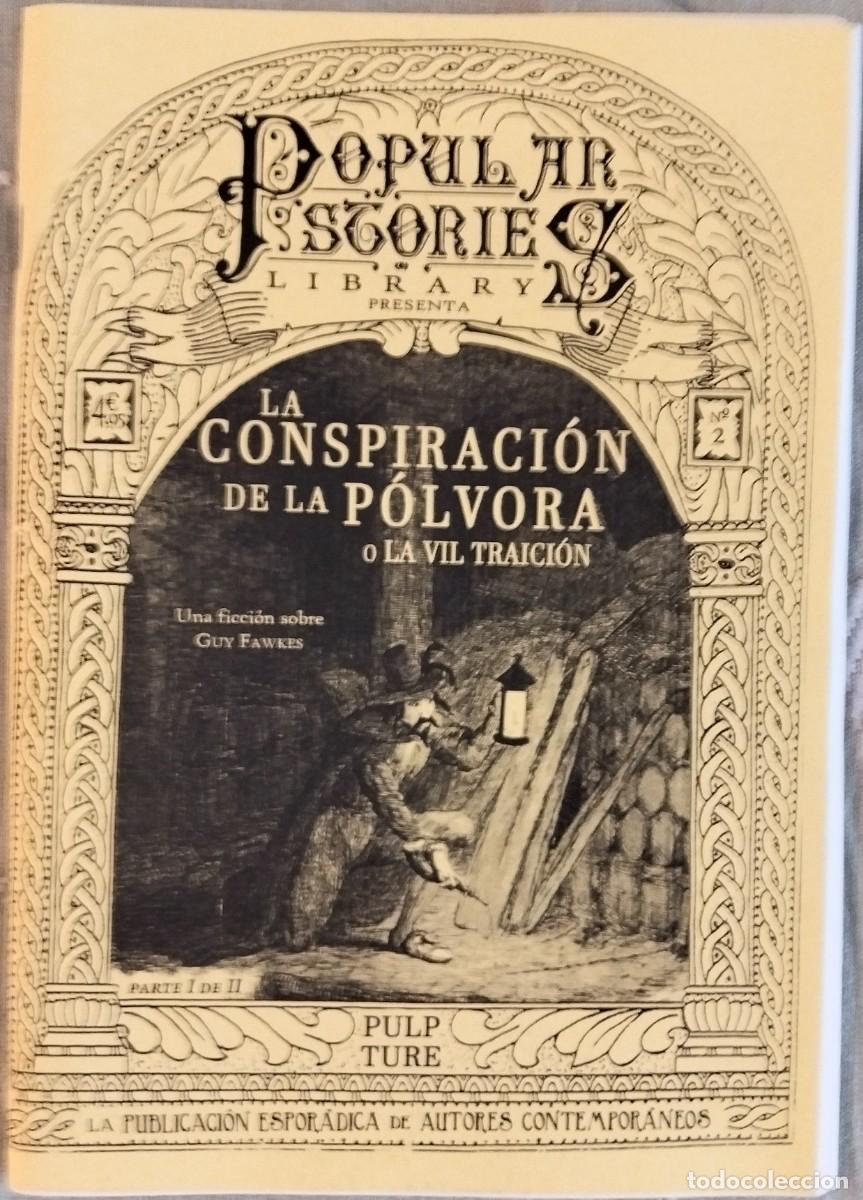 POPULAR
STORIES
LIBRARY
PRESENTA
4€
'95
Nº
2
LA
CONSPIRACIÓN
DE LA PÓLVORA
O LA VIL TRAICIÓN
Una ficción sobre
GUY FAWKES
PARTE I DE II
PULP
TURE
LA PUBLICACIÓN ESPORÁDICA DE AUTORES CONTEMPORÁNEOS
todocoleccion